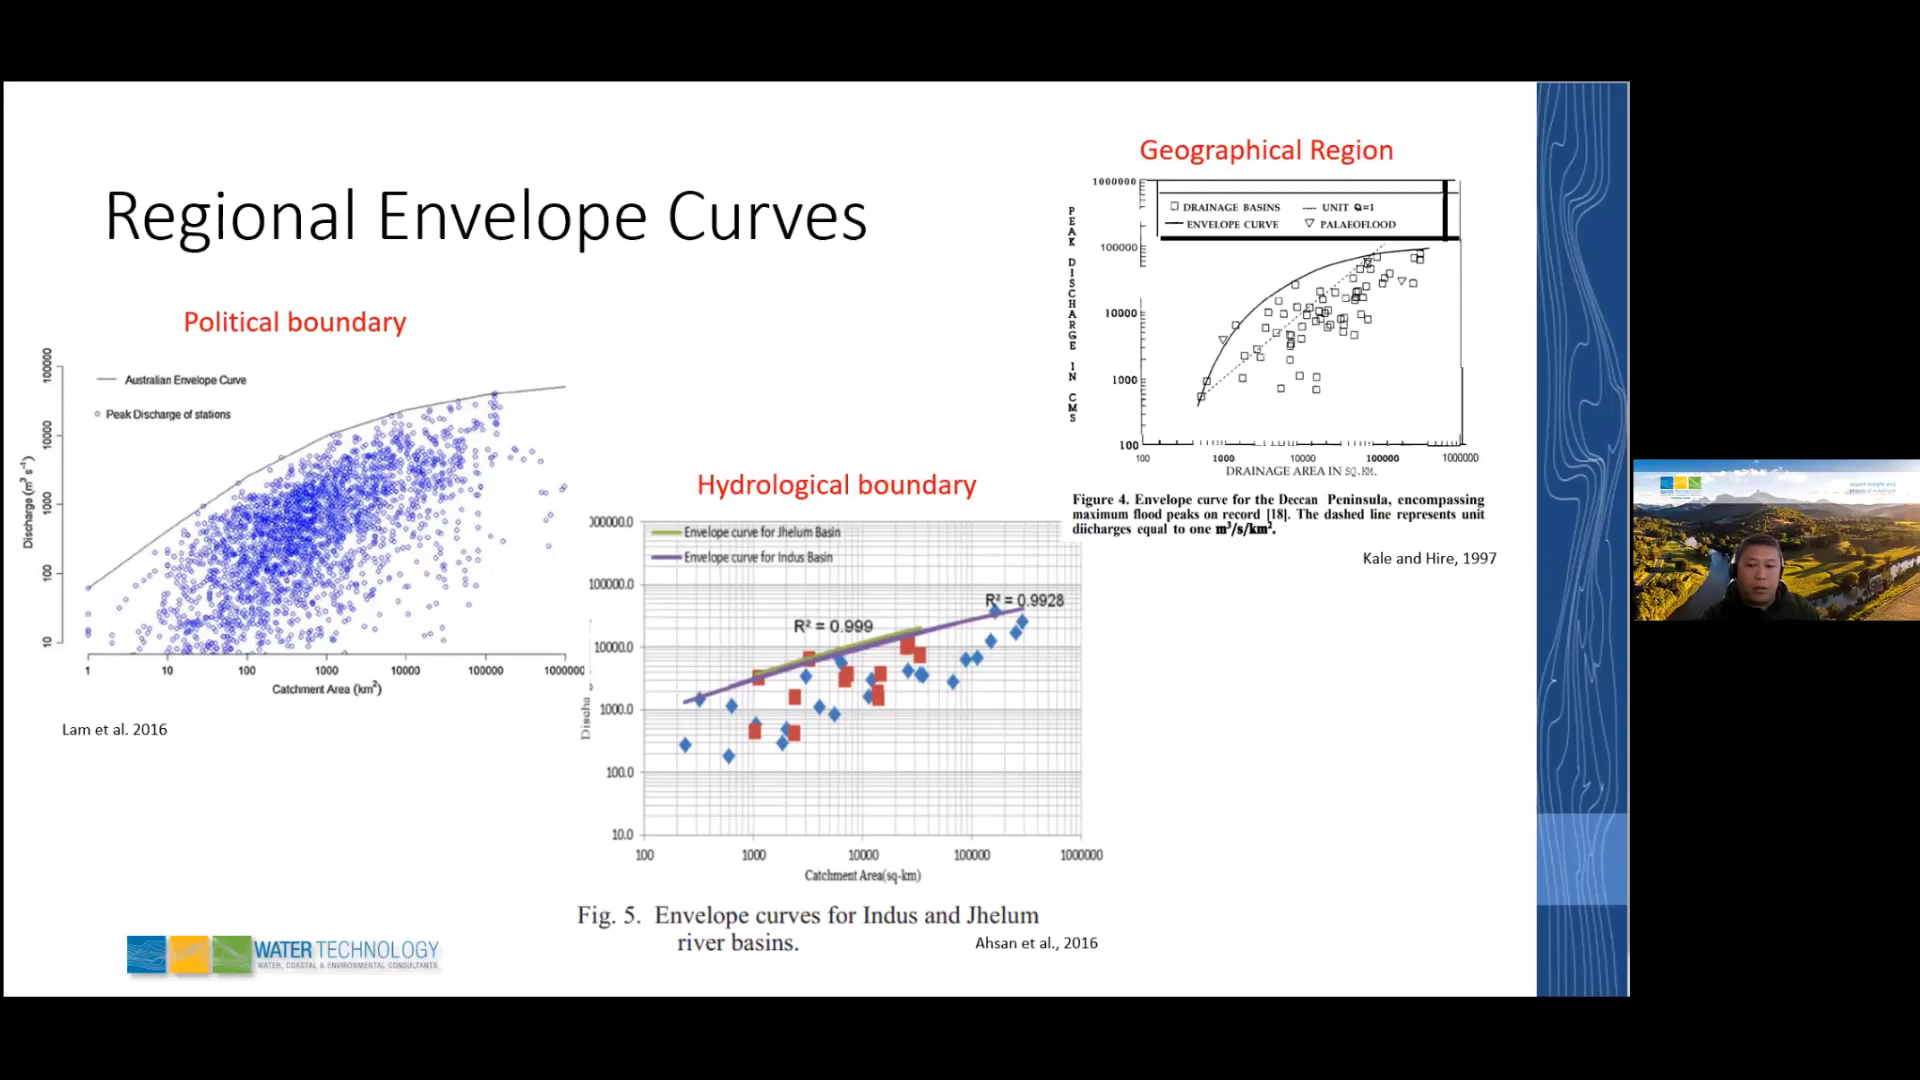 Regional Envelope Curves
Political boundary
100000
10000
1000
100
10
Discharge (m³ s⁻¹)
Australian Envelope Curve
Peak Discharge of stations
1 10 100 1000 10000 100000 1000000
Catchment Area (km²)
Lam et al. 2016
Hydrological boundary
Envelope curve for Jhelum Basin
Envelope curve for Indus Basin
100000.0
10000.0
1000.0
100.0
10.0
R² = 0.999
R² = 0.9928
100 1000 10000 100000 1000000
Catchment Area(sq-km)
Fig. 5. Envelope curves for Indus and Jhelum
river basins.
Ahsan et al., 2016
Geographical Region
1000000
100000
10000
1000
100
PEAK DISCHARGE IN CMS
DRAINAGE BASINS UNIT Q=1
ENVELOPE CURVE PALAEOFLOOD
100 1000 10000 100000 1000000
DRAINAGE AREA IN SQ.KM.
Figure 4. Envelope curve for the Deccan Peninsula, encompassing
maximum flood peaks on record [18]. The dashed line represents unit
diicharges equal to one m³/s/km².
Kale and Hire, 1997
WATER TECHNOLOGY
WATER, COASTAL & ENVIRONMENTAL CONSULTANTS